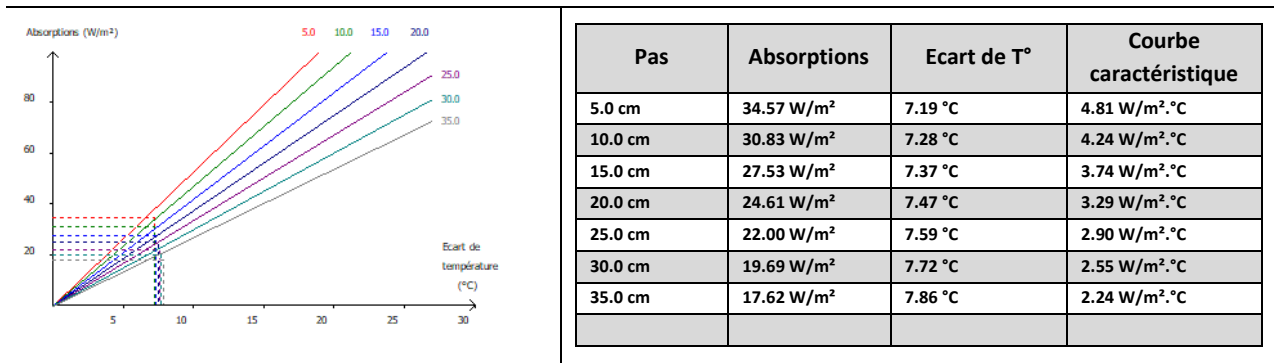 Absorptions (W/m²)
5.0 10.0 15.0 20.0
25.0
30.0
35.0
80
60
40
20
Ecart de
température
(°C)
5 10 15 20 25 30
Pas Absorptions Ecart de T° Courbe
caractéristique
5.0 cm 34.57 W/m² 7.19 °C 4.81 W/m².°C
10.0 cm 30.83 W/m² 7.28 °C 4.24 W/m².°C
15.0 cm 27.53 W/m² 7.37 °C 3.74 W/m².°C
20.0 cm 24.61 W/m² 7.47 °C 3.29 W/m².°C
25.0 cm 22.00 W/m² 7.59 °C 2.90 W/m².°C
30.0 cm 19.69 W/m² 7.72 °C 2.55 W/m².°C
35.0 cm 17.62 W/m² 7.86 °C 2.24 W/m².°C